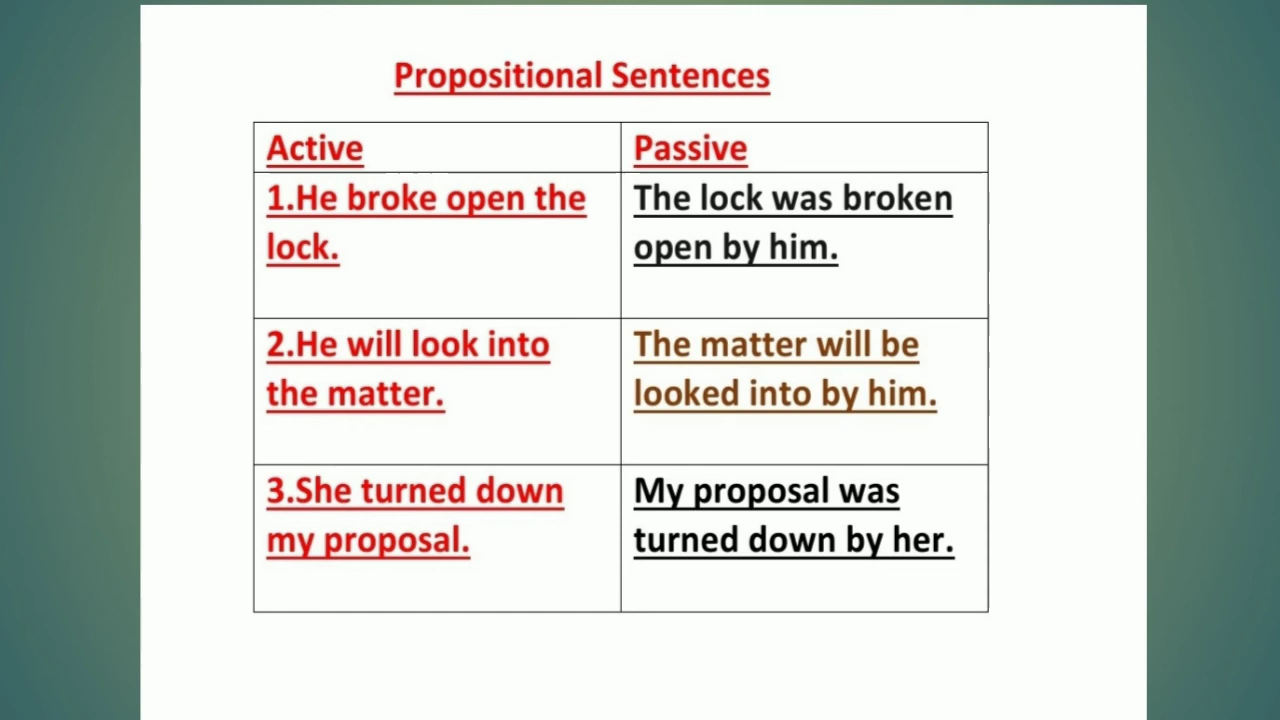 Propositional Sentences
Active
Passive
1.He broke open the
lock.
The lock was broken
open by him.
2.He will look into
the matter.
The matter will be
looked into by him.
3.She turned down
my proposal.
My proposal was
turned down by her.